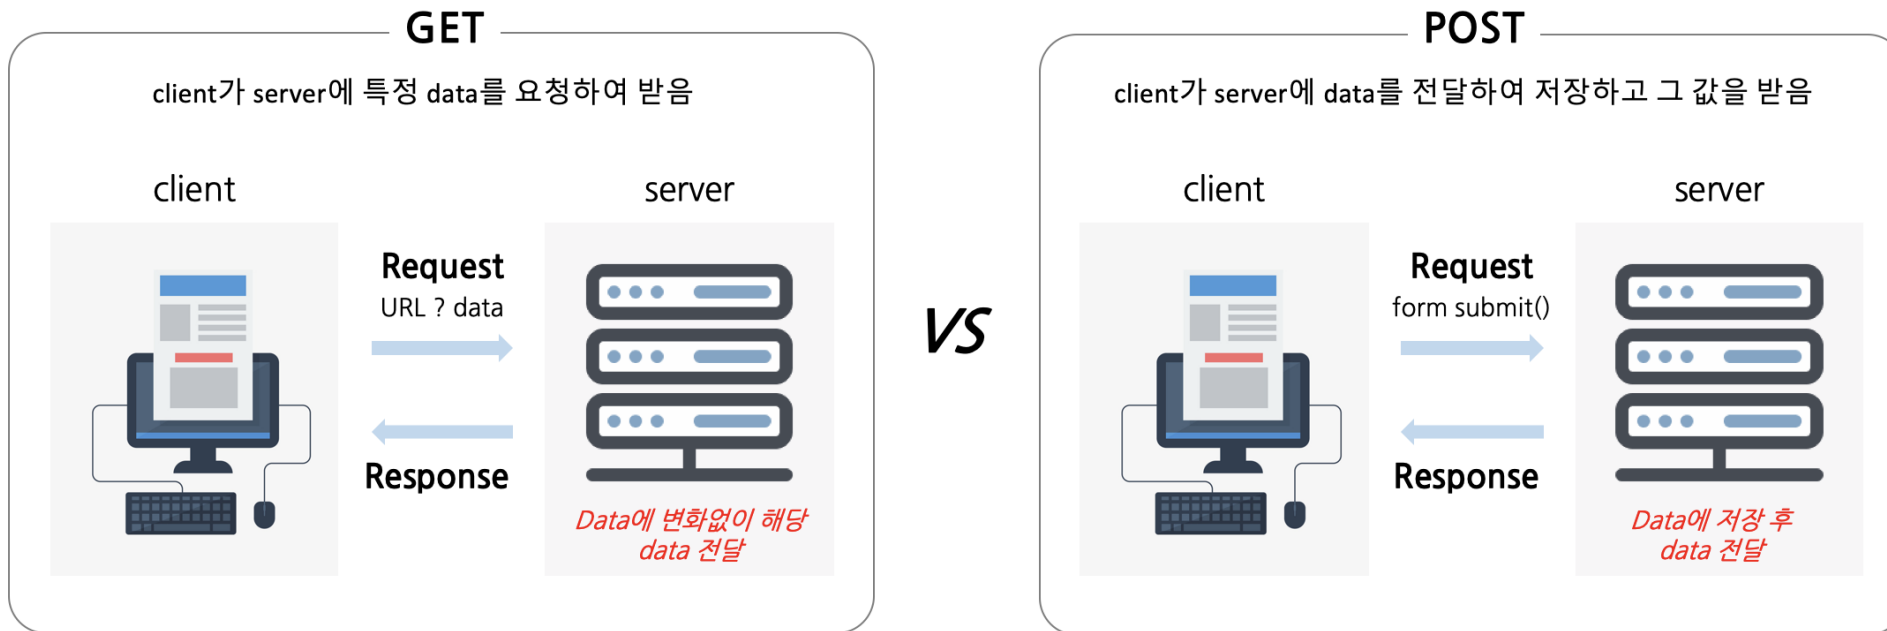 GET
client가 server에 특정 data를 요청하여 받음
client
server
Request
URL ? data
Response
Data에 변화없이 해당
data 전달
VS
POST
client가 server에 data를 전달하여 저장하고 그 값을 받음
client
server
Request
form submit()
Response
Data에 저장 후
data 전달